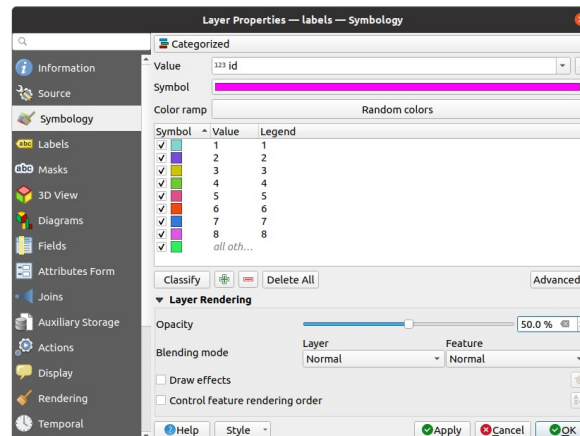 Layer Properties — labels — Symbology
Information
Source
Symbology
abc Labels
abc Masks
3D View
Diagrams
Fields
Attributes Form
Joins
Auxiliary Storage
Actions
Display
Rendering
Temporal
Categorized
Value 123 id
Symbol
Color ramp Random colors
Symbol Value Legend
1 1
2 2
3 3
4 4
5 5
6 6
7 7
8 8
all oth...
Classify Delete All Advanced
Layer Rendering
Opacity 50.0 %
Layer Feature
Blending mode Normal Normal
Draw effects
Control feature rendering order
Help Style Apply Cancel OK